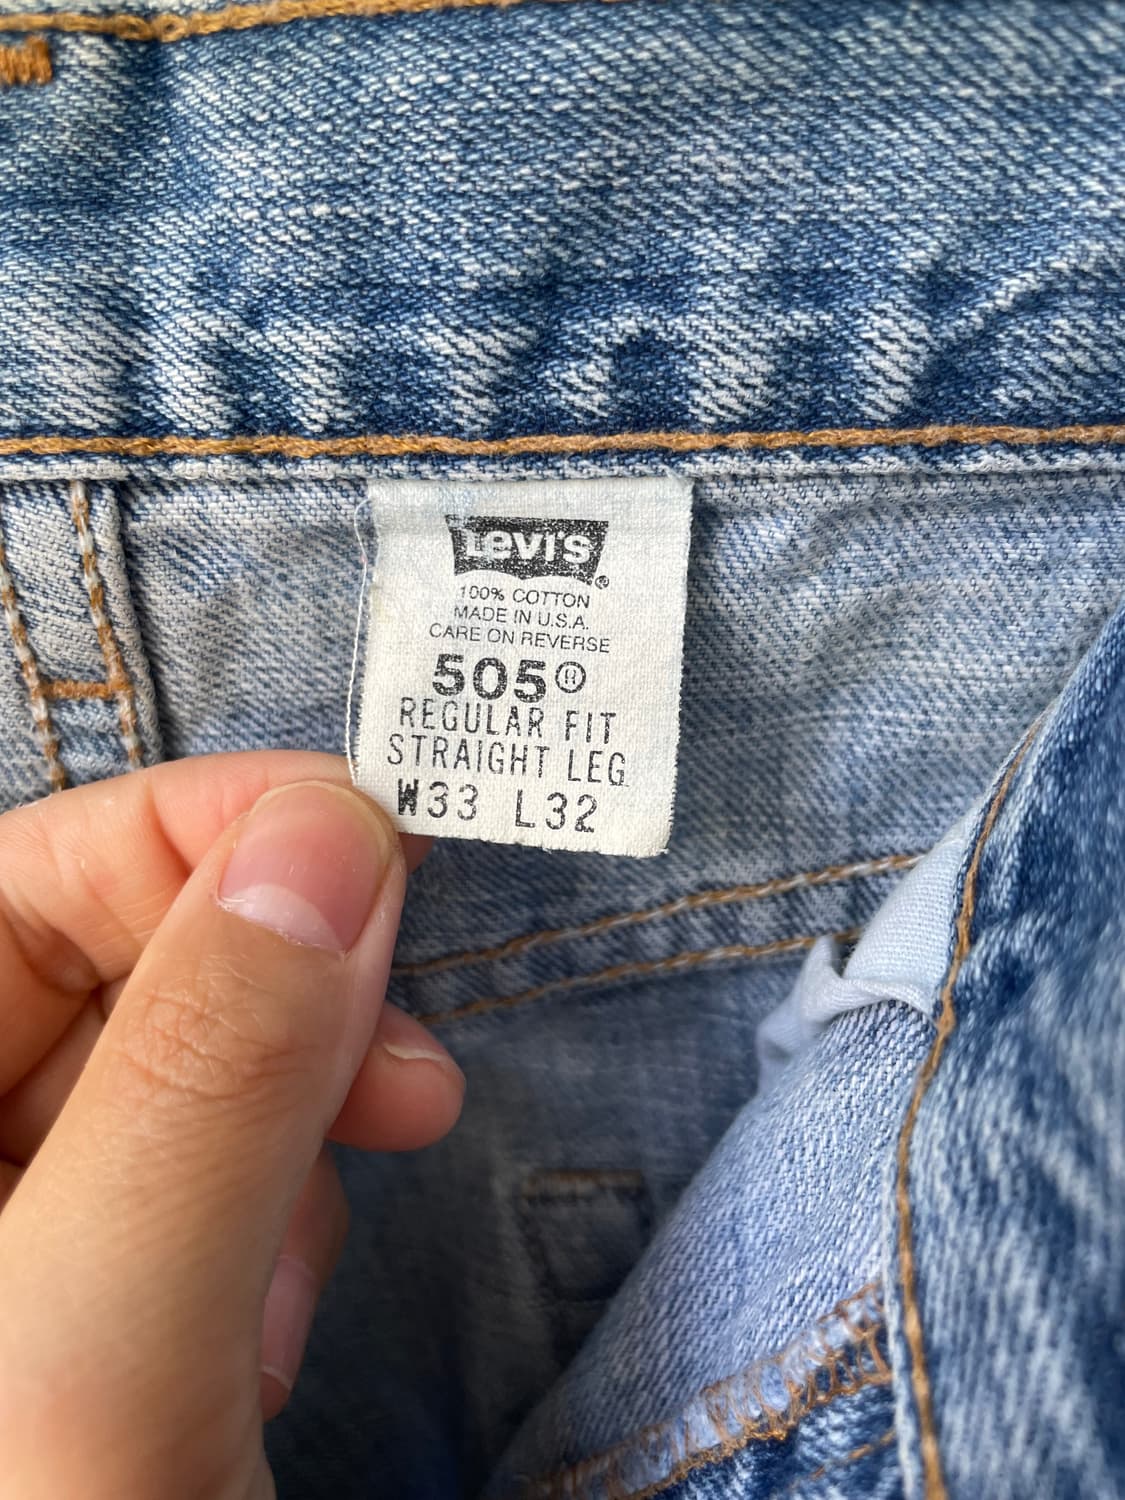 Levi's®
100% COTTON
MADE IN U.S.A.
CARE ON REVERSE
505®
REGULAR FIT
STRAIGHT LEG
W33 L32